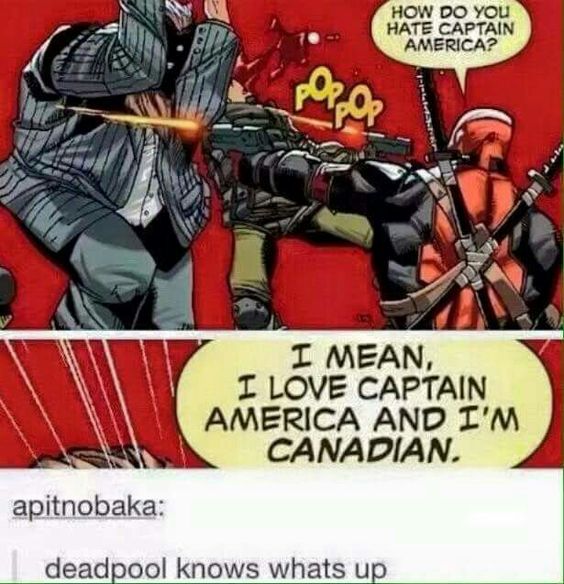 HOW DO YOU
HATE CAPTAIN
AMERICA?
POP POP
I MEAN,
I LOVE CAPTAIN
AMERICA AND I'M
CANADIAN.
apitnobaka:
deadpool knows whats up